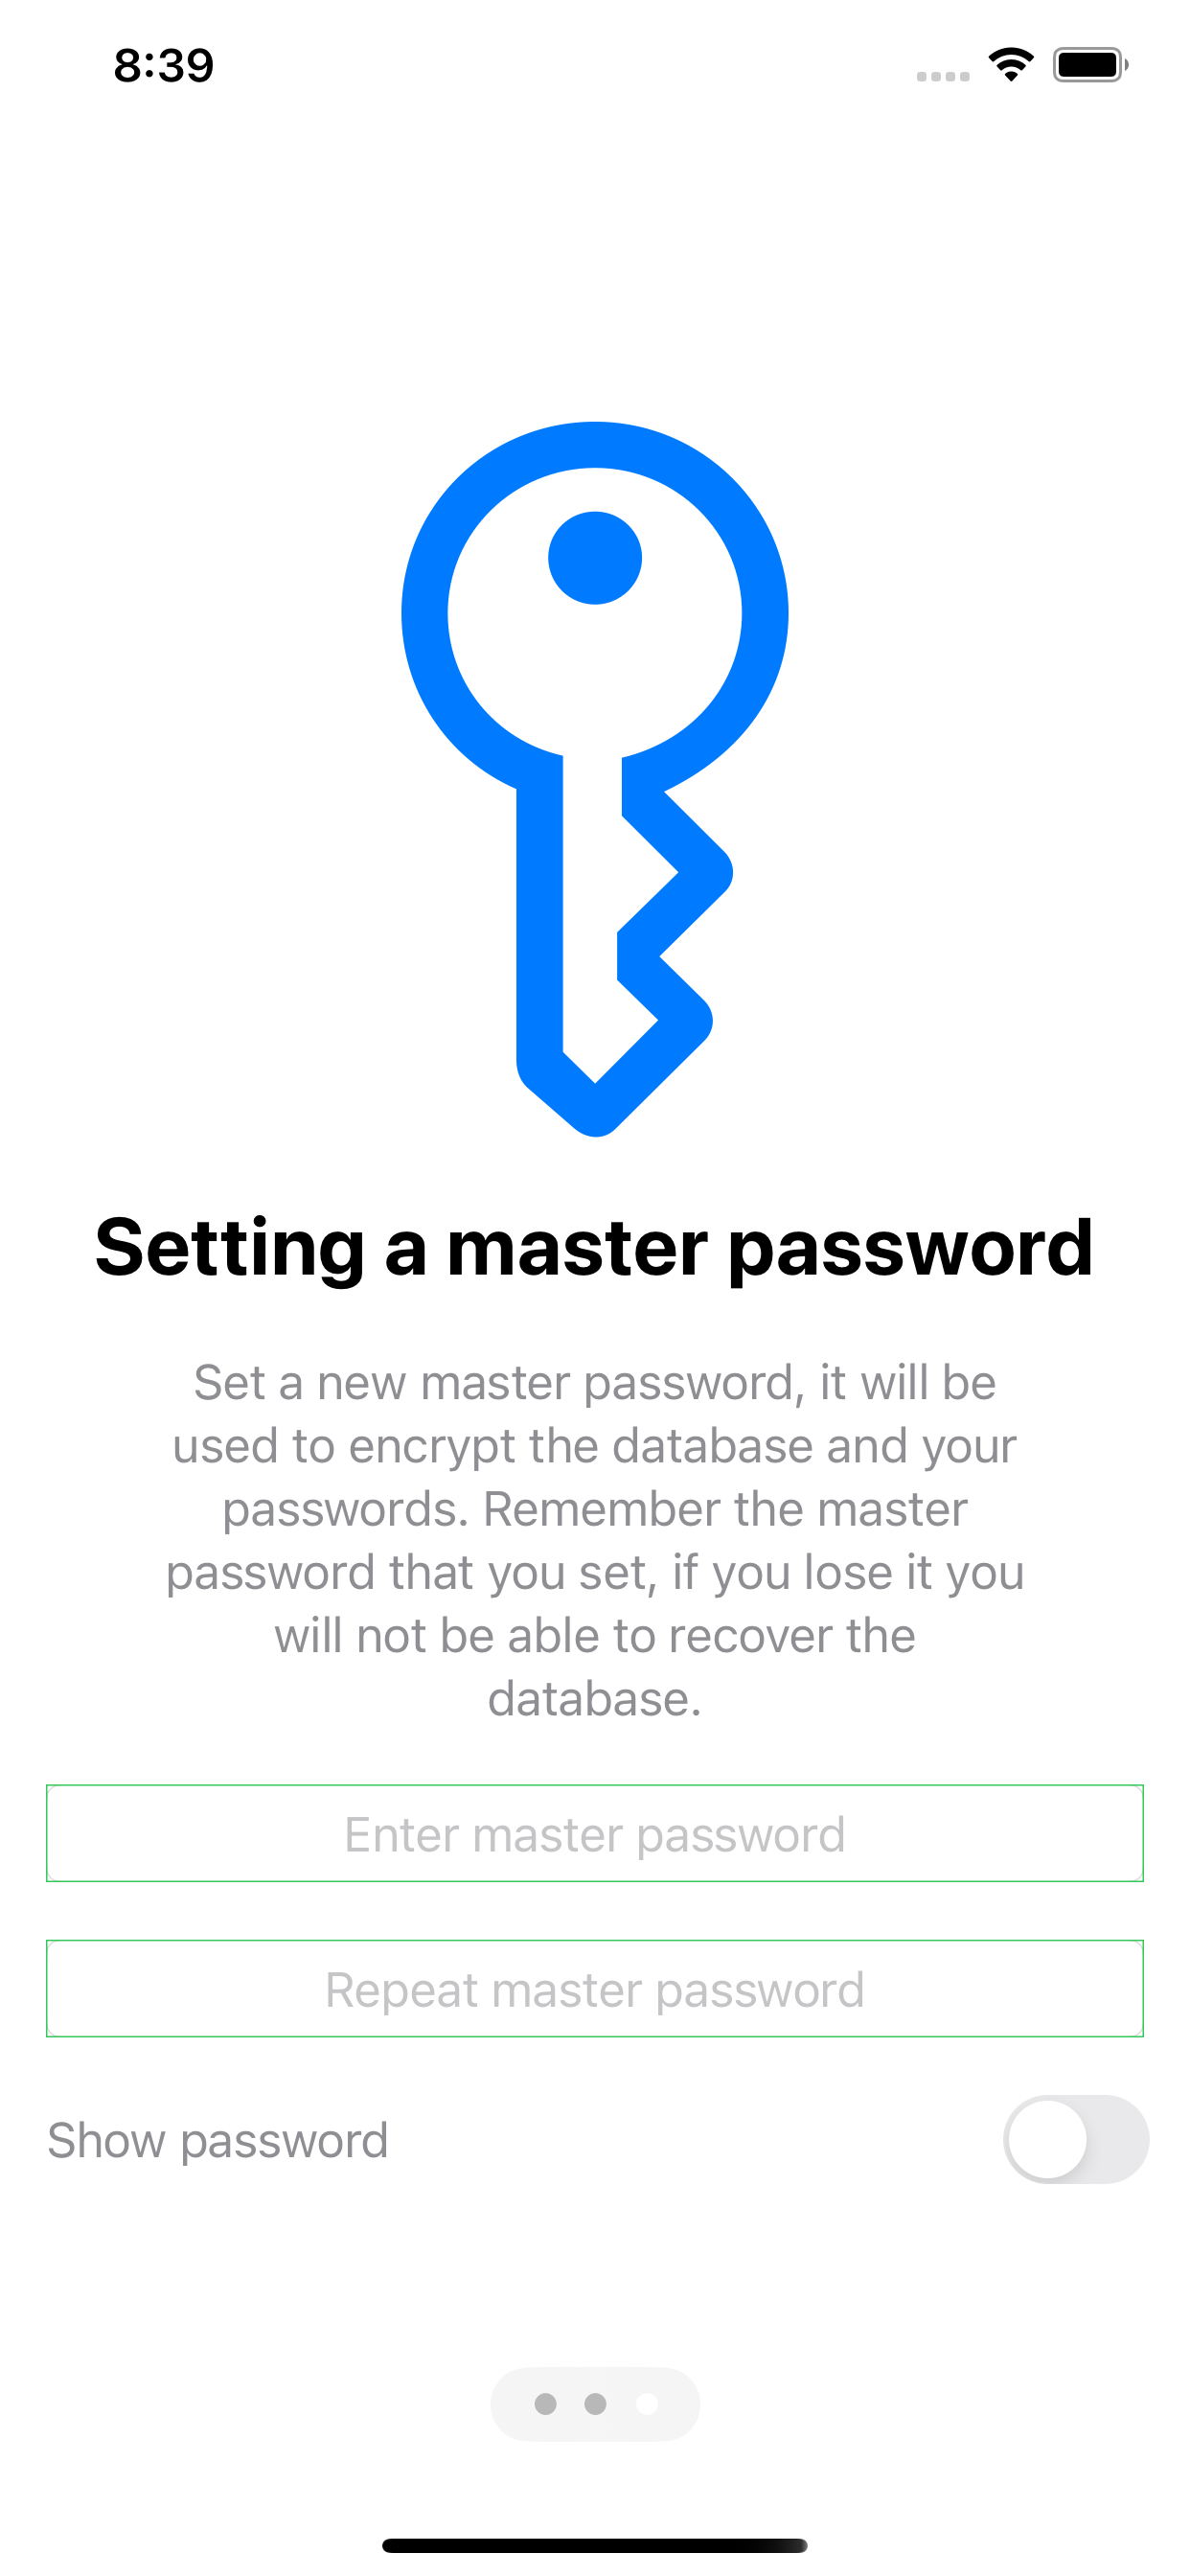 8:39
Setting a master password
Set a new master password, it will be
used to encrypt the database and your
passwords. Remember the master
password that you set, if you lose it you
will not be able to recover the
database.
Enter master password
Repeat master password
Show password